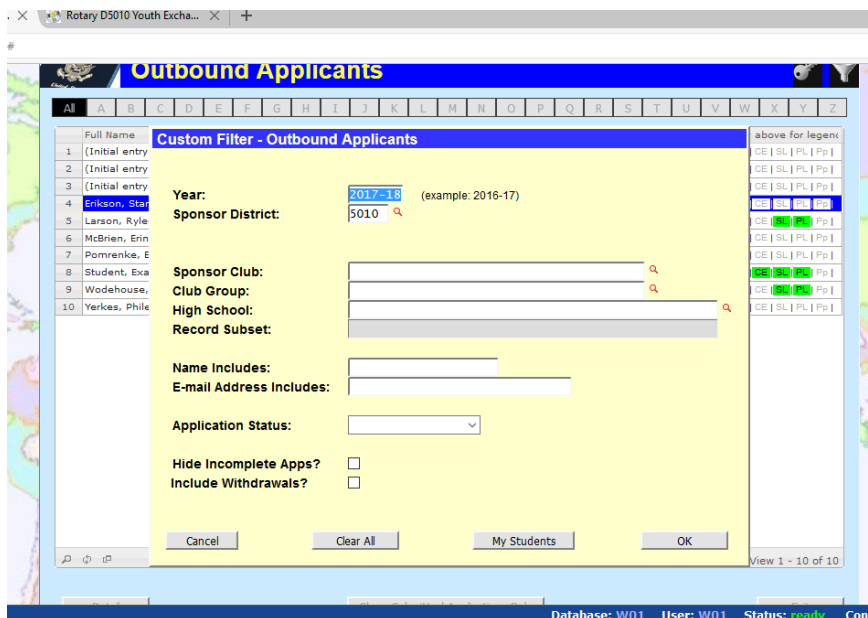 Rotary D5010 Youth Excha...
#
Outbound Applicants
All A B C D E F G H I J K L M N O P Q R S T U V W X Y Z
Full Name
above for legend
Custom Filter - Outbound Applicants
1 (Initial entry CE | SL | PL | Pp |
2 (Initial entry CE | SL | PL | Pp |
3 (Initial entry CE | SL | PL | Pp |
4 Erikson, Star CE | SL | PL | Pp |
5 Larson, Ryle CE | SL | PL | Pp |
6 McBrien, Erin CE | SL | PL | Pp |
7 Pomrenke, E CE | SL | PL | Pp |
8 Student, Exa CE | SL | PL | Pp |
9 Wodehouse, CE | SL | PL | Pp |
10 Yerkes, Phile CE | SL | PL | Pp |
Year: 2017-18 (example: 2016-17)
Sponsor District: 5010
Sponsor Club:
Club Group:
High School:
Record Subset:
Name Includes:
E-mail Address Includes:
Application Status:
Hide Incomplete Apps?
Include Withdrawals?
Cancel Clear All My Students OK
View 1 - 10 of 10
Database: W01 User: W01 Status: ready Con